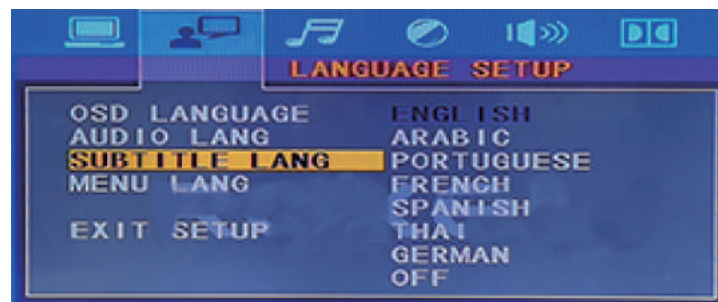 LANGUAGE SETUP
OSD LANGUAGE ENGLISH
AUDIO LANG ARABIC
SUBTITLE LANG PORTUGUESE
MENU LANG FRENCH
SPANISH
EXIT SETUP THAI
GERMAN
OFF